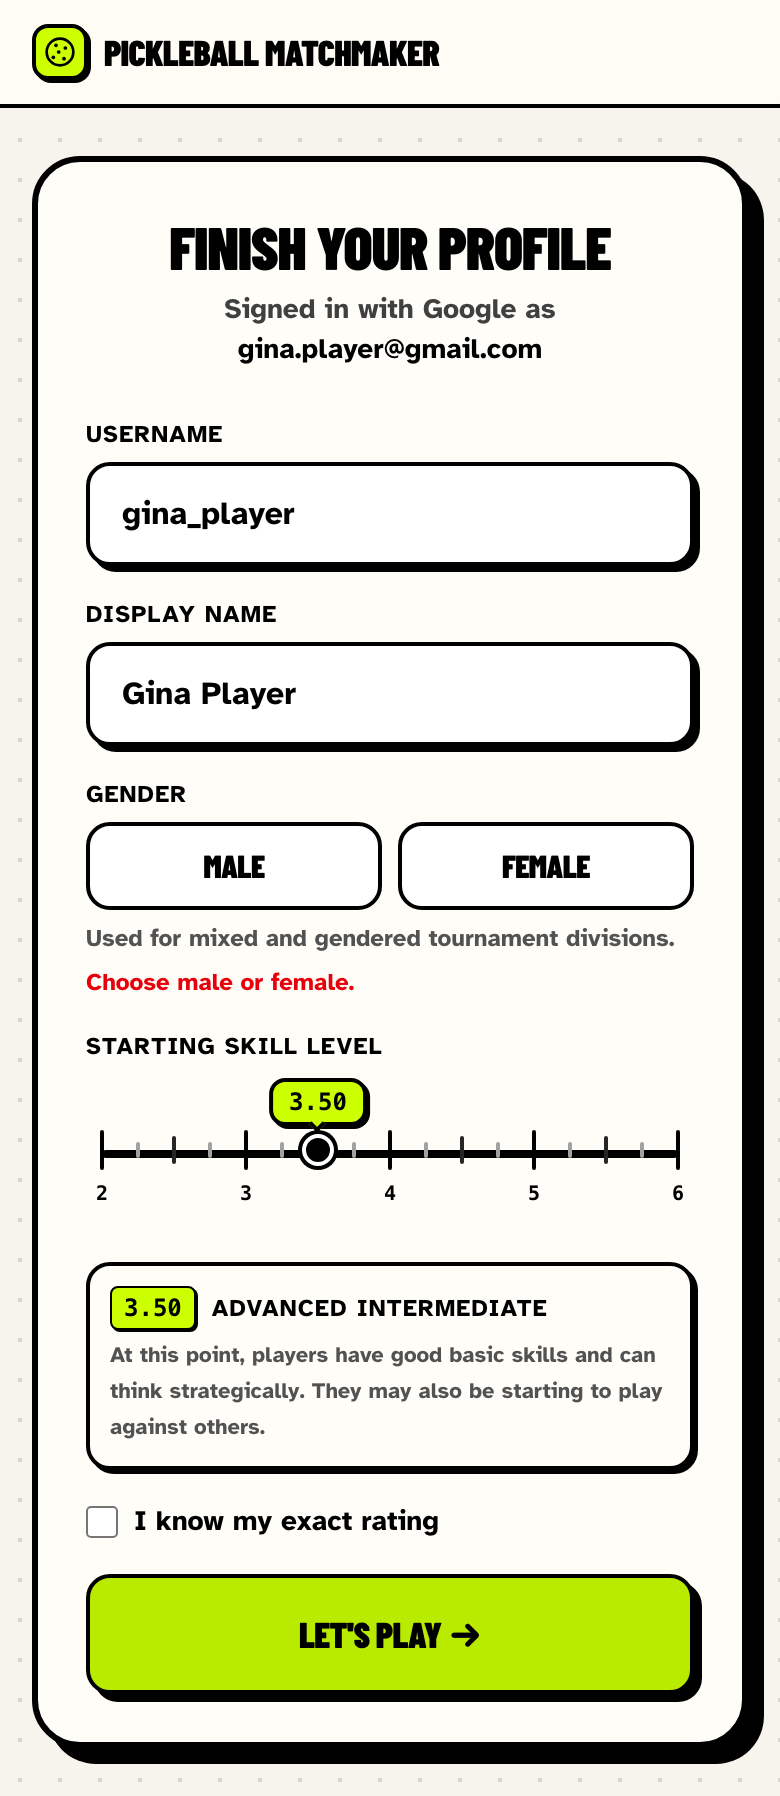 PICKLEBALL MATCHMAKER
FINISH YOUR PROFILE
Signed in with Google as
gina.player@gmail.com
USERNAME
gina_player
DISPLAY NAME
Gina Player
GENDER
MALE FEMALE
Used for mixed and gendered tournament divisions.
Choose male or female.
STARTING SKILL LEVEL
3.50
2 3 4 5 6
3.50 ADVANCED INTERMEDIATE
At this point, players have good basic skills and can
think strategically. They may also be starting to play
against others.
I know my exact rating
LET'S PLAY →